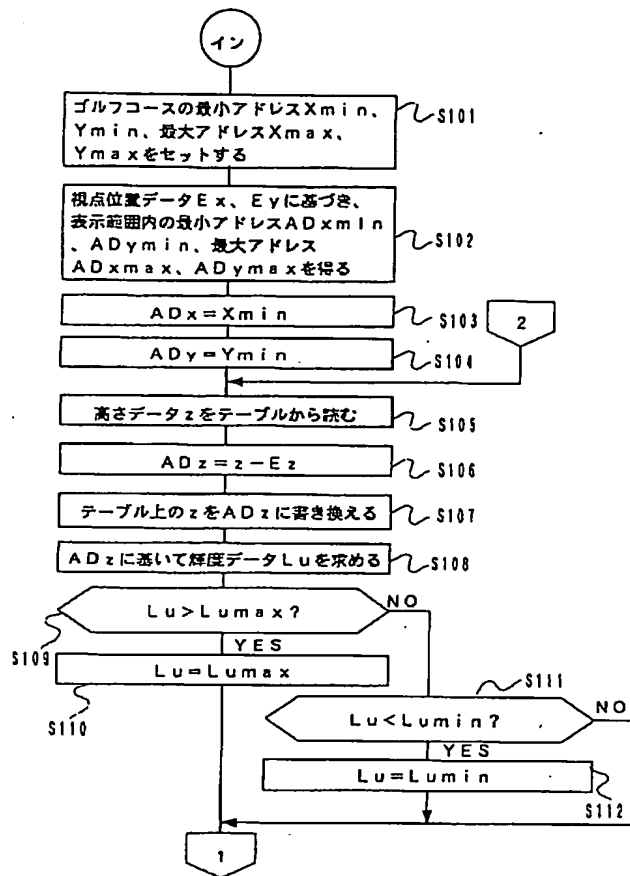 イン
ゴルフコースの最小アドレスXmin、
Ymin、最大アドレスXmax、
Ymaxをセットする
S101
視点位置データEx、Eyに基づき、
表示範囲内の最小アドレスADxmin
、ADymin、最大アドレス
ADxmax、ADymaxを得る
S102
ADx=Xmin
S103
2
ADy=Ymin
S104
高さデータzをテーブルから読む
S105
ADz=z-Ez
S106
テーブル上のzをADzに書き換える
S107
ADzに基いて輝度データLuを求める
S108
Lu>Lumax?
NO
YES
S109
Lu=Lumax
S110
S111
Lu<Lumin?
NO
YES
Lu=Lumin
S112
1